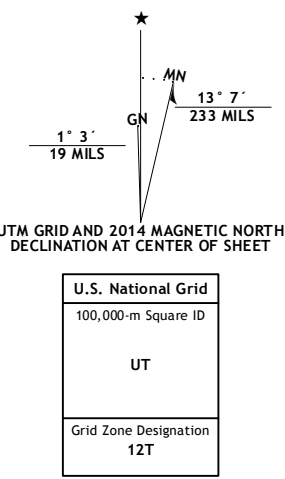 MN
GN
13° 7´
233 MILS
1° 3´
19 MILS
UTM GRID AND 2014 MAGNETIC NORTH
DECLINATION AT CENTER OF SHEET
U.S. National Grid
100,000-m Square ID
UT
Grid Zone Designation
12T